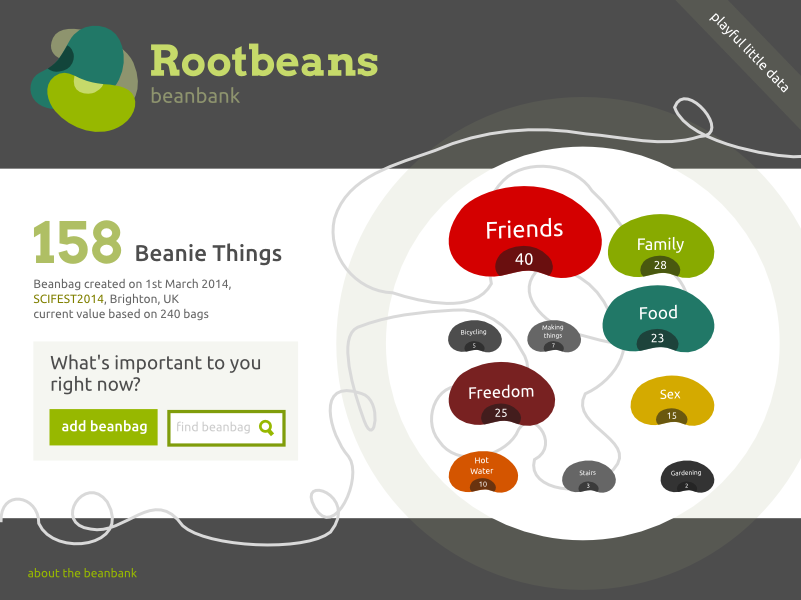 Rootbeans
beanbank
playful little data
158 Beanie Things
Beanbag created on 1st March 2014,
SCIFEST2014, Brighton, UK
current value based on 240 bags
What's important to you
right now?
add beanbag
find beanbag
Friends
40
Family
28
Food
23
Bicycling
5
Making
things
7
Freedom
25
Sex
15
Hot
Water
10
Stairs
3
Gardening
2
about the beanbank